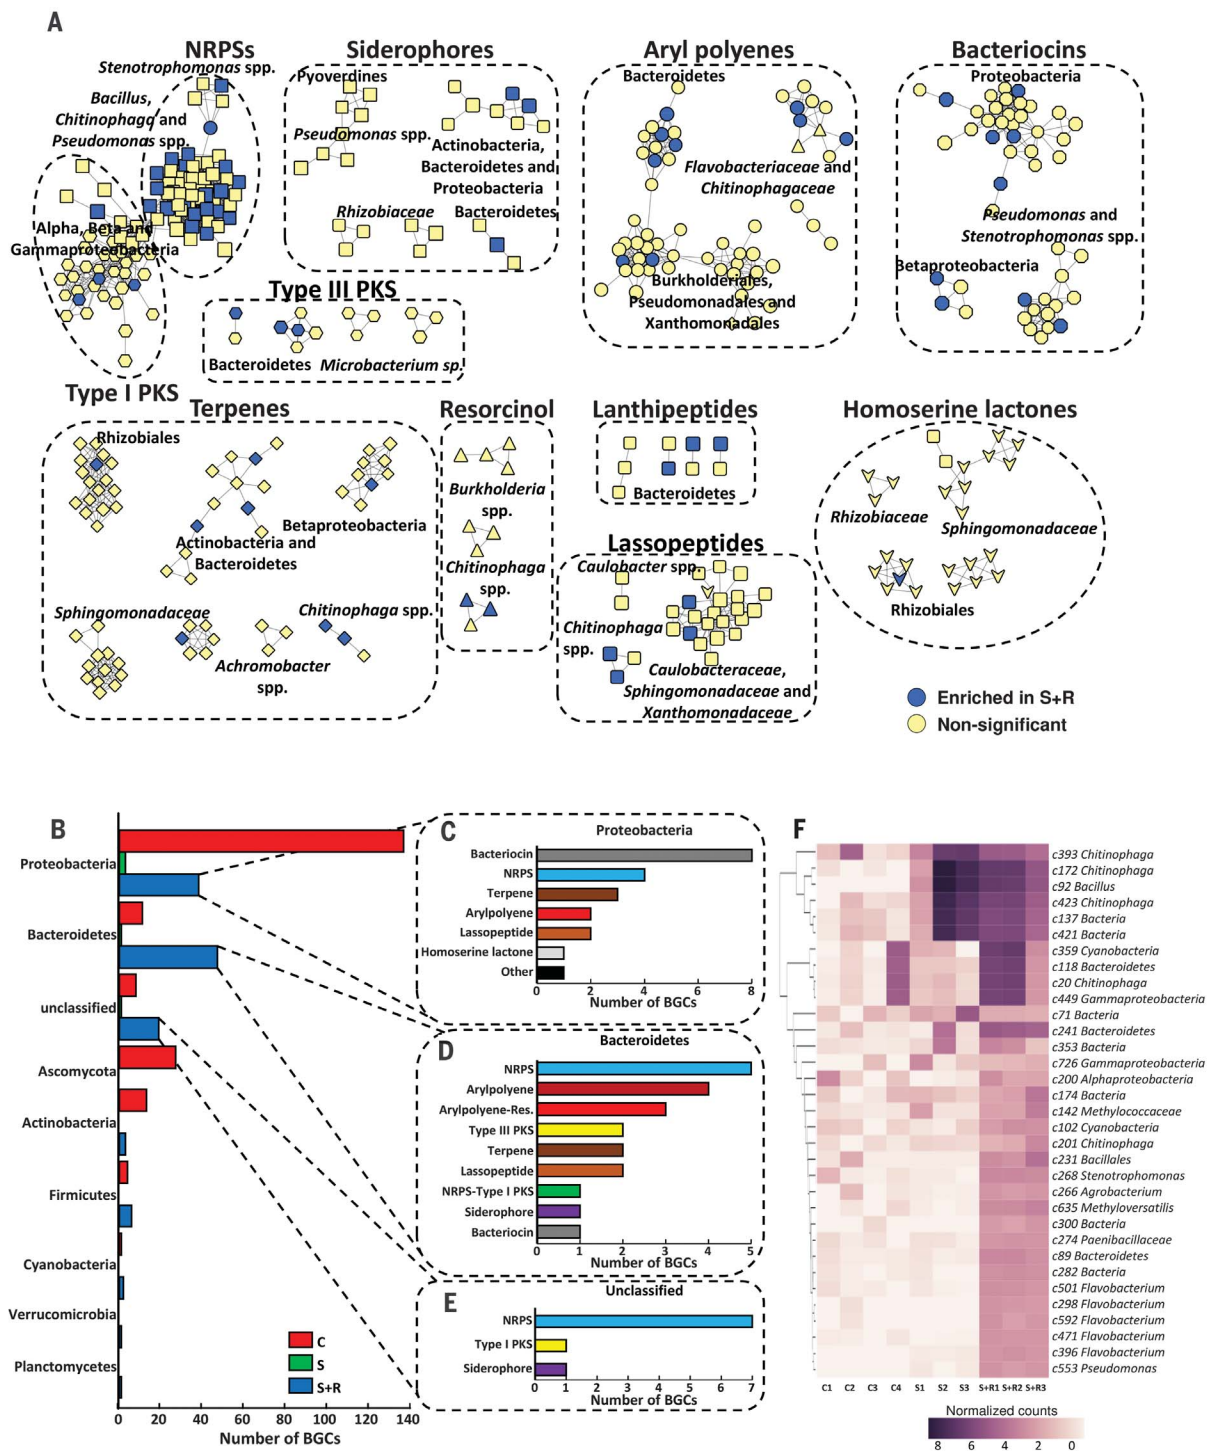 A
NRPSs
Siderophores
Aryl polyenes
Bacteriocins
Stenotrophomonas spp.
Bacillus,
Chitinophaga and
Pseudomonas spp.
Alpha, Beta and
Gammaproteobacteria
Type I PKS
Pyoverdines
Pseudomonas spp.
Actinobacteria,
Bacteroidetes and
Proteobacteria
Rhizobiaceae
Bacteroidetes
Type III PKS
Bacteroidetes
Microbacterium sp.
Bacteroidetes
Flavobacteriaceae and
Chitinophagaceae
Burkholderiales,
Pseudomonadales and
Xanthomonadales
Proteobacteria
Pseudomonas and
Stenotrophomonas spp.
Betaproteobacteria
Terpenes
Rhizobiales
Actinobacteria and
Bacteroidetes
Betaproteobacteria
Sphingomonadaceae
Achromobacter
spp.
Chitinophaga spp.
Resorcinol
Burkholderia
spp.
Chitinophaga
spp.
Lanthipeptides
Bacteroidetes
Lassopeptides
Caulobacter spp.
Chitinophaga
spp.
Caulobacteraceae,
Sphingomonadaceae and
Xanthomonadaceae
Homoserine lactones
Rhizobiaceae
Sphingomonadaceae
Rhizobiales
Enriched in S+R
Non-significant
B
Proteobacteria
Bacteroidetes
unclassified
Ascomycota
Actinobacteria
Firmicutes
Cyanobacteria
Verrucomicrobia
Planctomycetes
C
S
S+R
0 20 40 60 80 100 120 140
Number of BGCs
C
Proteobacteria
Bacteriocin
NRPS
Terpene
Arylpolyene
Lassopeptide
Homoserine lactone
Other
0 2 4 6 8
Number of BGCs
D
Bacteroidetes
NRPS
Arylpolyene
Arylpolyene-Res.
Type III PKS
Terpene
Lassopeptide
NRPS-Type I PKS
Siderophore
Bacteriocin
0 1 2 3 4 5
Number of BGCs
E
Unclassified
NRPS
Type I PKS
Siderophore
0 1 2 3 4 5 6 7
Number of BGCs
F
c393 Chitinophaga
c172 Chitinophaga
c92 Bacillus
c423 Chitinophaga
c137 Bacteria
c421 Bacteria
c359 Cyanobacteria
c118 Bacteroidetes
c20 Chitinophaga
c449 Gammaproteobacteria
c71 Bacteria
c241 Bacteroidetes
c353 Bacteria
c726 Gammaproteobacteria
c200 Alphaproteobacteria
c174 Bacteria
c142 Methylococcaceae
c102 Cyanobacteria
c201 Chitinophaga
c231 Bacillales
c268 Stenotrophomonas
c266 Agrobacterium
c635 Methyloversatilis
c300 Bacteria
c274 Paenibacillaceae
c89 Bacteroidetes
c282 Bacteria
c501 Flavobacterium
c298 Flavobacterium
c592 Flavobacterium
c471 Flavobacterium
c396 Flavobacterium
c553 Pseudomonas
C1 C2 C3 C4 S1 S2 S3 S+R1 S+R2 S+R3
Normalized counts
8 6 4 2 0